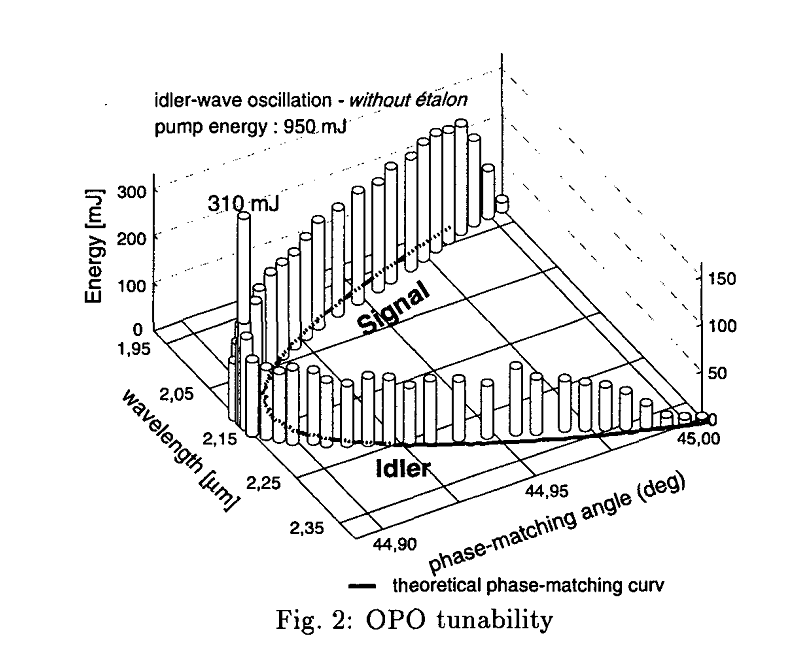 idler-wave oscillation - without étalon
pump energy : 950 mJ
310 mJ
Energy [mJ]
300
200
100
0
150
100
50
0
1,95
2,05
2,15
2,25
2,35
wavelength [µm]
Signal
Idler
44,90
44,95
45,00
phase-matching angle (deg)
theoretical phase-matching curv
Fig. 2: OPO tunability